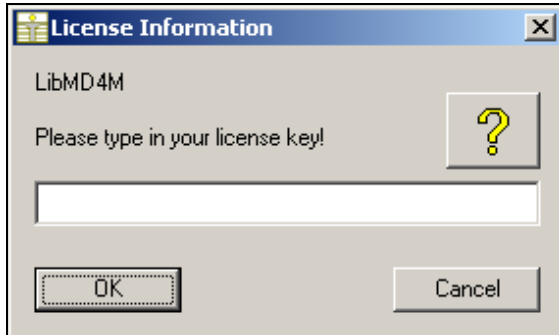 License Information
LibMD4M
Please type in your license key!
?
OK
Cancel